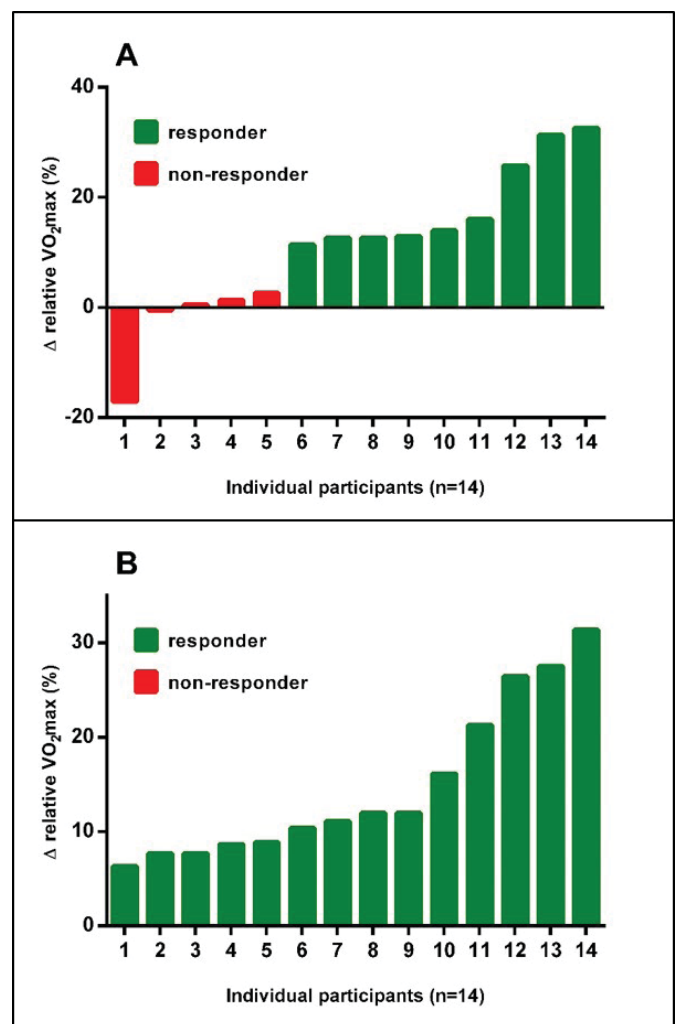 A
40
20
0
-20
Δ relative VO₂max (%)
responder
non-responder
1 2 3 4 5 6 7 8 9 10 11 12 13 14
Individual participants (n=14)
B
30
20
10
0
Δ relative VO₂max (%)
responder
non-responder
1 2 3 4 5 6 7 8 9 10 11 12 13 14
Individual participants (n=14)